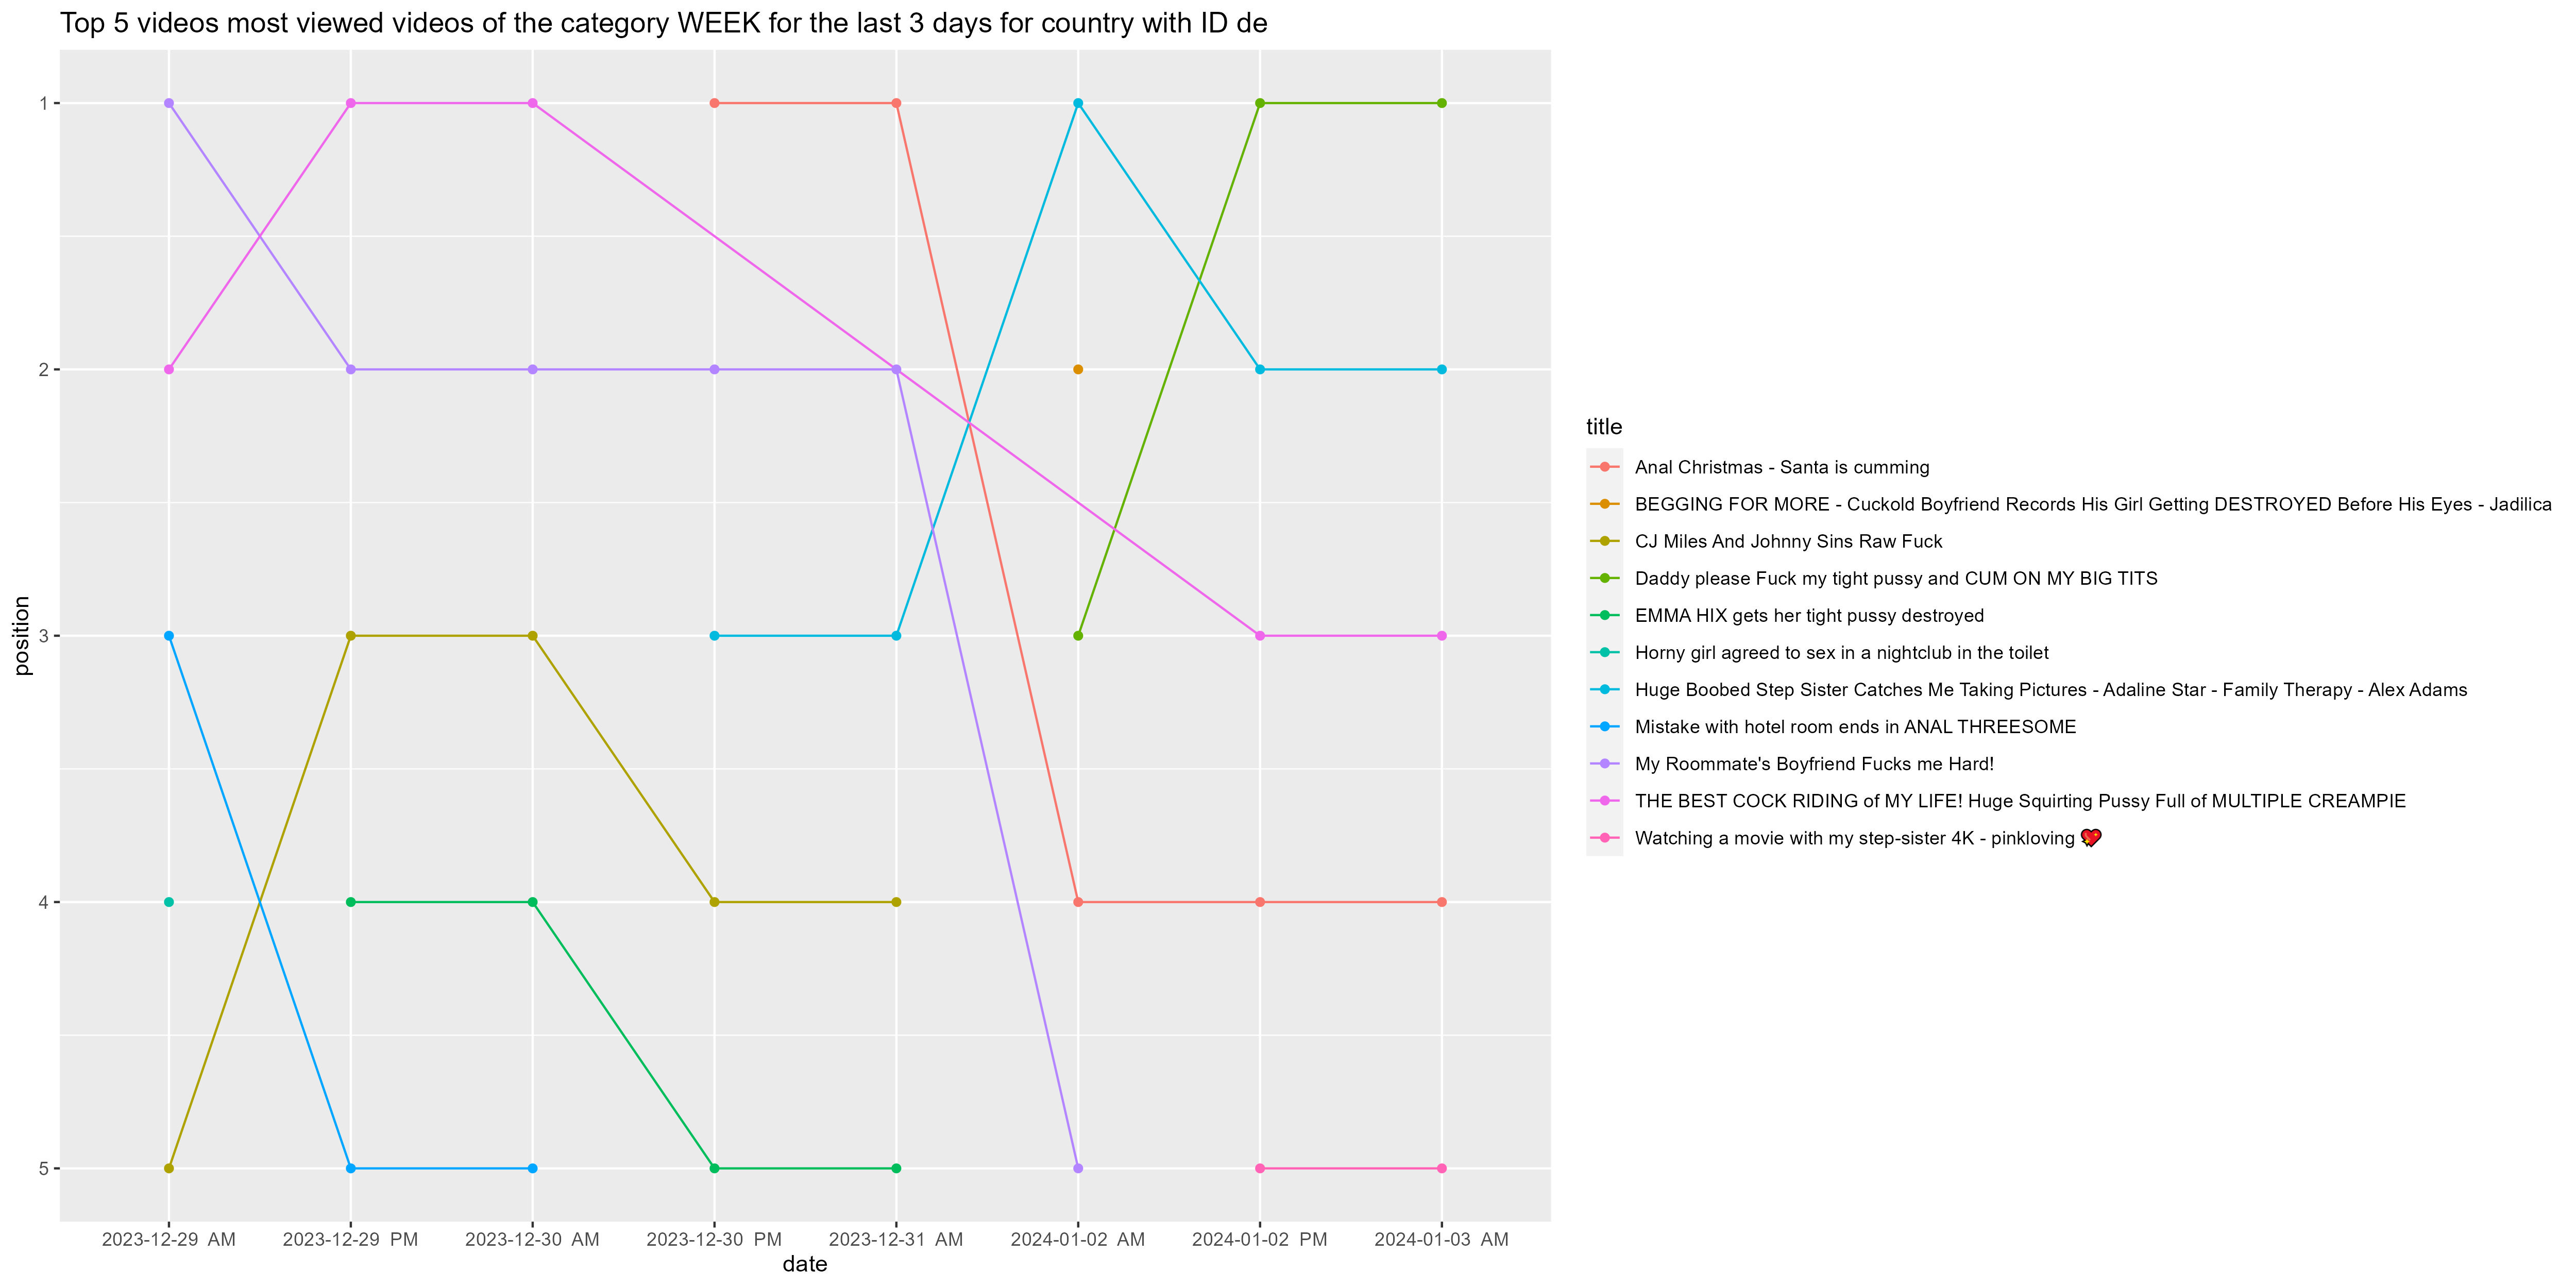 Top 5 videos most viewed videos of the category WEEK for the last 3 days for country with ID de
position
1
2
3
4
5
2023-12-29 AM
2023-12-29 PM
2023-12-30 AM
2023-12-30 PM
2023-12-31 AM
2024-01-02 AM
2024-01-02 PM
2024-01-03 AM
date
title
Anal Christmas - Santa is cumming
BEGGING FOR MORE - Cuckold Boyfriend Records His Girl Getting DESTROYED Before His Eyes - Jadilica
CJ Miles And Johnny Sins Raw Fuck
Daddy please Fuck my tight pussy and CUM ON MY BIG TITS
EMMA HIX gets her tight pussy destroyed
Horny girl agreed to sex in a nightclub in the toilet
Huge Boobed Step Sister Catches Me Taking Pictures - Adaline Star - Family Therapy - Alex Adams
Mistake with hotel room ends in ANAL THREESOME
My Roommate's Boyfriend Fucks me Hard!
THE BEST COCK RIDING of MY LIFE! Huge Squirting Pussy Full of MULTIPLE CREAMPIE
Watching a movie with my step-sister 4K - pinkloving 💖